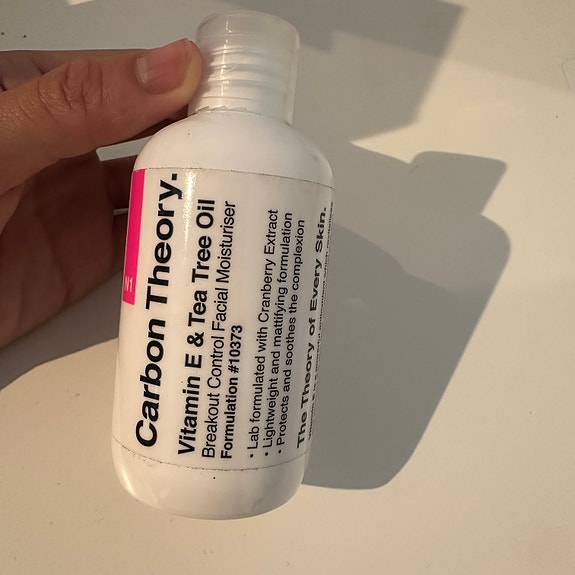 N1
Carbon Theory.
Vitamin E & Tea Tree Oil
Breakout Control Facial Moisturiser
Formulation #10373
• Lab formulated with Cranberry Extract
• Lightweight and mattifying formulation
• Protects and soothes the complexion
The Theory of Every Skin.